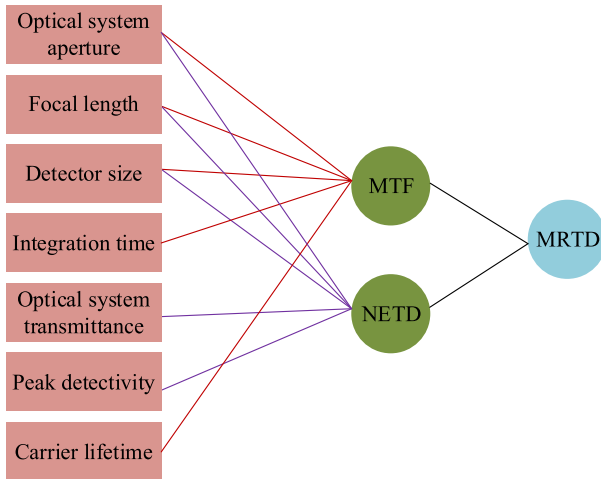 Optical system
aperture
Focal length
Detector size
Integration time
Optical system
transmittance
Peak detectivity
Carrier lifetime
MTF
NETD
MRTD